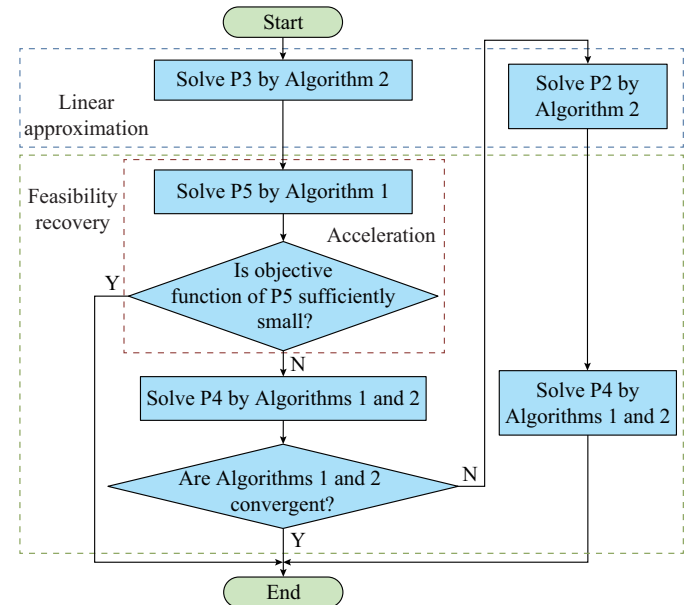 Start
Solve P3 by Algorithm 2
Solve P2 by
Algorithm 2
Linear
approximation
Solve P5 by Algorithm 1
Feasibility
recovery
Acceleration
Is objective
function of P5 sufficiently
small?
Y
N
Solve P4 by Algorithms 1 and 2
Solve P4 by
Algorithms 1 and 2
Are Algorithms 1 and 2
convergent?
N
Y
End